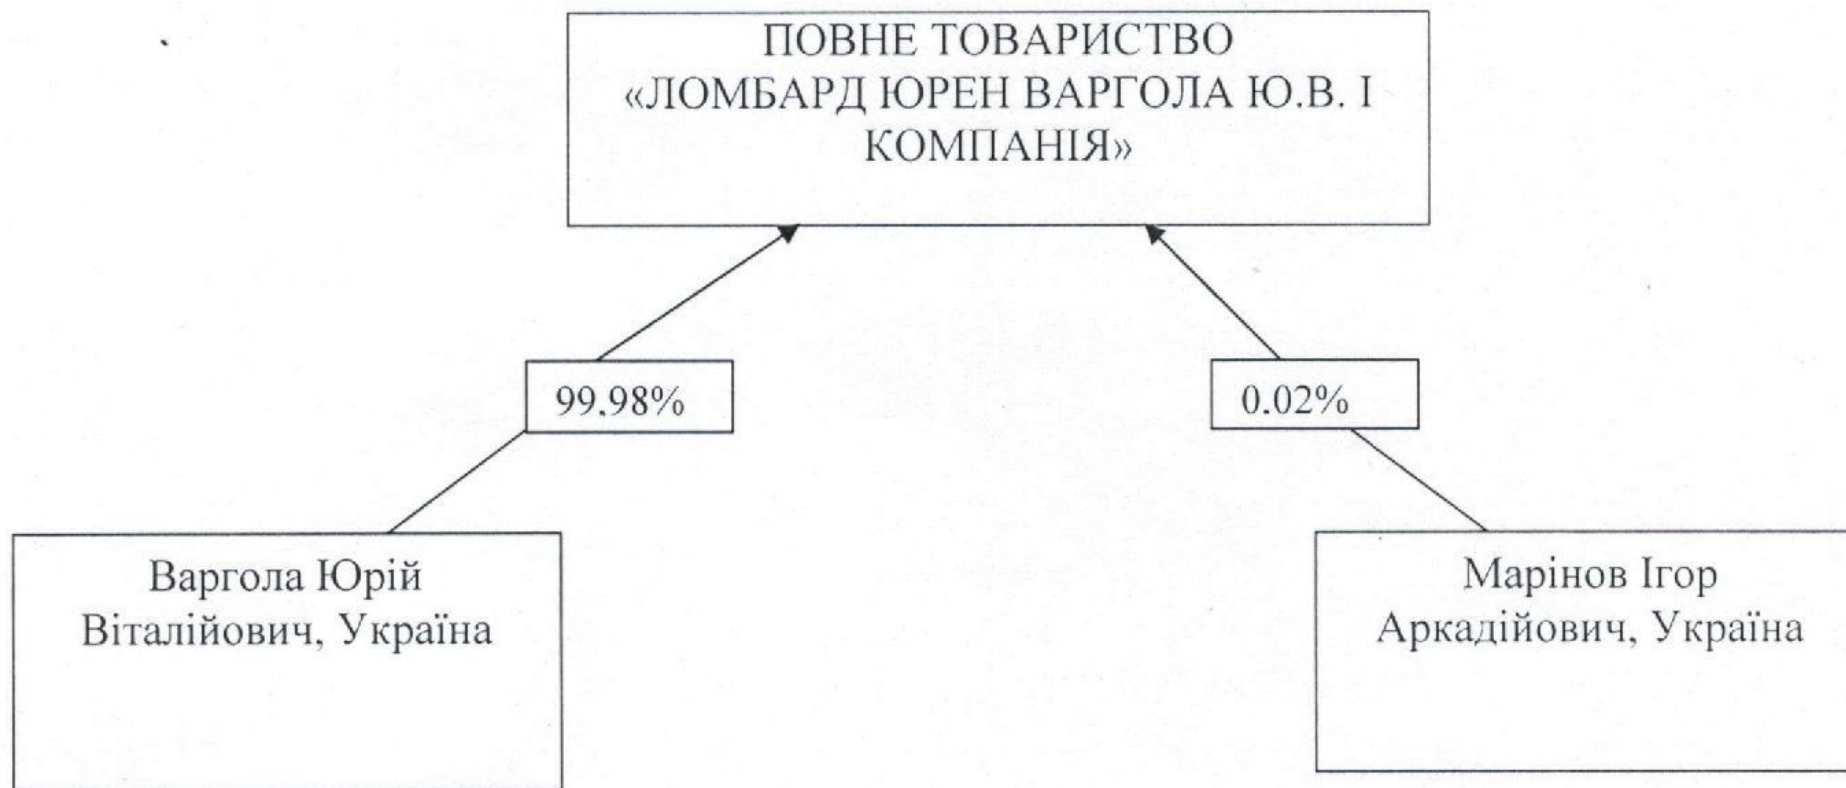 ПОВНЕ ТОВАРИСТВО
«ЛОМБАРД ЮРЕН ВАРГОЛА Ю.В. І
КОМПАНІЯ»
99,98%
0,02%
Варгола Юрій
Віталійович, Україна
Марінов Ігор
Аркадійович, Україна